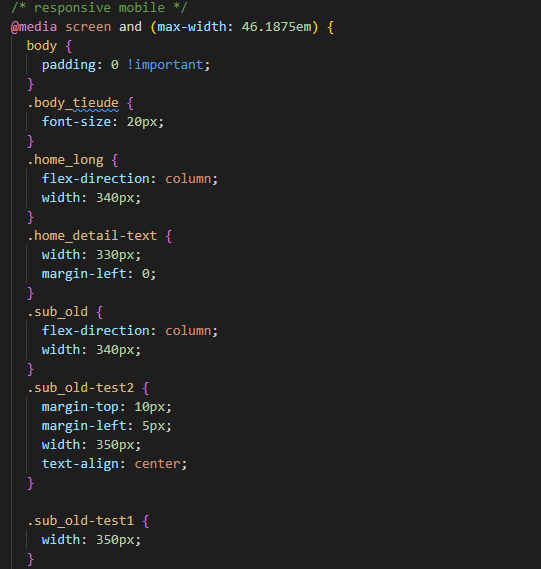 /* responsive mobile */
@media screen and (max-width: 46.1875em) {
  body {
    padding: 0 !important;
  }
  .body_tieude {
    font-size: 20px;
  }
  .home_long {
    flex-direction: column;
    width: 340px;
  }
  .home_detail-text {
    width: 330px;
    margin-left: 0;
  }
  .sub_old {
    flex-direction: column;
    width: 340px;
  }
  .sub_old-test2 {
    margin-top: 10px;
    margin-left: 5px;
    width: 350px;
    text-align: center;
  }

  .sub_old-test1 {
    width: 350px;
  }